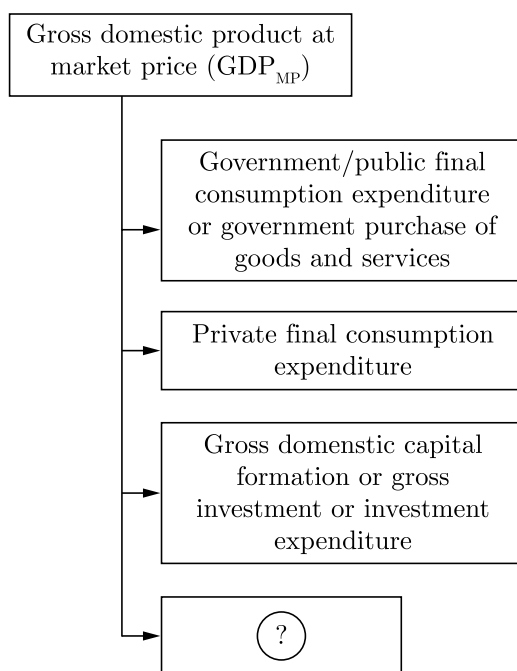 Gross domestic product at
market price (GDP_MP)
Government/public final
consumption expenditure
or government purchase of
goods and services
Private final consumption
expenditure
Gross domenstic capital
formation or gross
investment or investment
expenditure
?